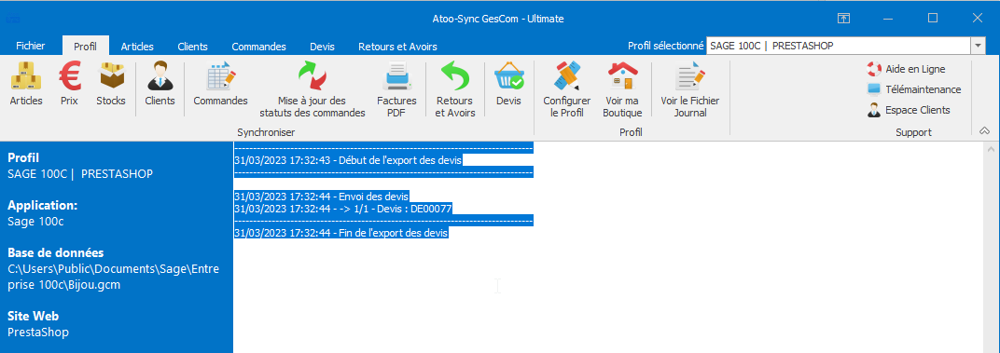 Atoo-Sync GesCom - Ultimate
Fichier Profil Articles Clients Commandes Devis Retours et Avoirs Profil sélectionné SAGE 100C | PRESTASHOP
Articles Prix Stocks Clients Commandes Mise à jour des statuts des commandes Factures PDF Retours et Avoirs Devis Configurer le Profil Voir ma Boutique Voir le Fichier Journal
Aide en Ligne
Télémaintenance
Espace Clients
Synchroniser Profil Support
Profil
SAGE 100C | PRESTASHOP
Application:
Sage 100c
Base de données
C:\Users\Public\Documents\Sage\Entre
prise 100c\Bijou.gcm
Site Web
PrestaShop
31/03/2023 17:32:43 - Début de l'export des devis
31/03/2023 17:32:44 - Envoi des devis
31/03/2023 17:32:44 - -> 1/1 - Devis : DE00077
31/03/2023 17:32:44 - Fin de l'export des devis